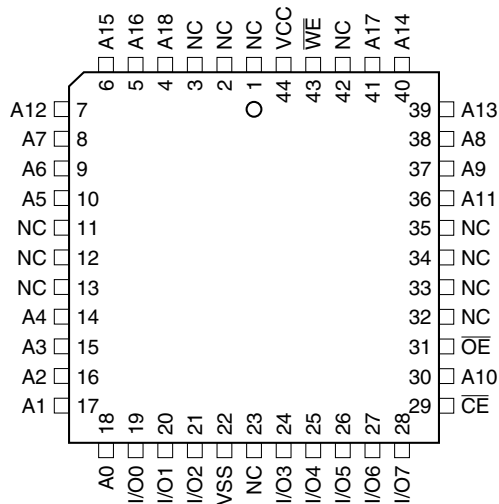 A15 A16 A18 NC NC NC VCC W̅E̅ NC A17 A14
6 5 4 3 2 1 44 43 42 41 40
A12 7 39 A13
A7 8 38 A8
A6 9 37 A9
A5 10 36 A11
NC 11 35 NC
NC 12 34 NC
NC 13 33 NC
A4 14 32 NC
A3 15 31 O̅E̅
A2 16 30 A10
A1 17 29 C̅E̅
18 19 20 21 22 23 24 25 26 27 28
A0 I/O0 I/O1 I/O2 VSS NC I/O3 I/O4 I/O5 I/O6 I/O7